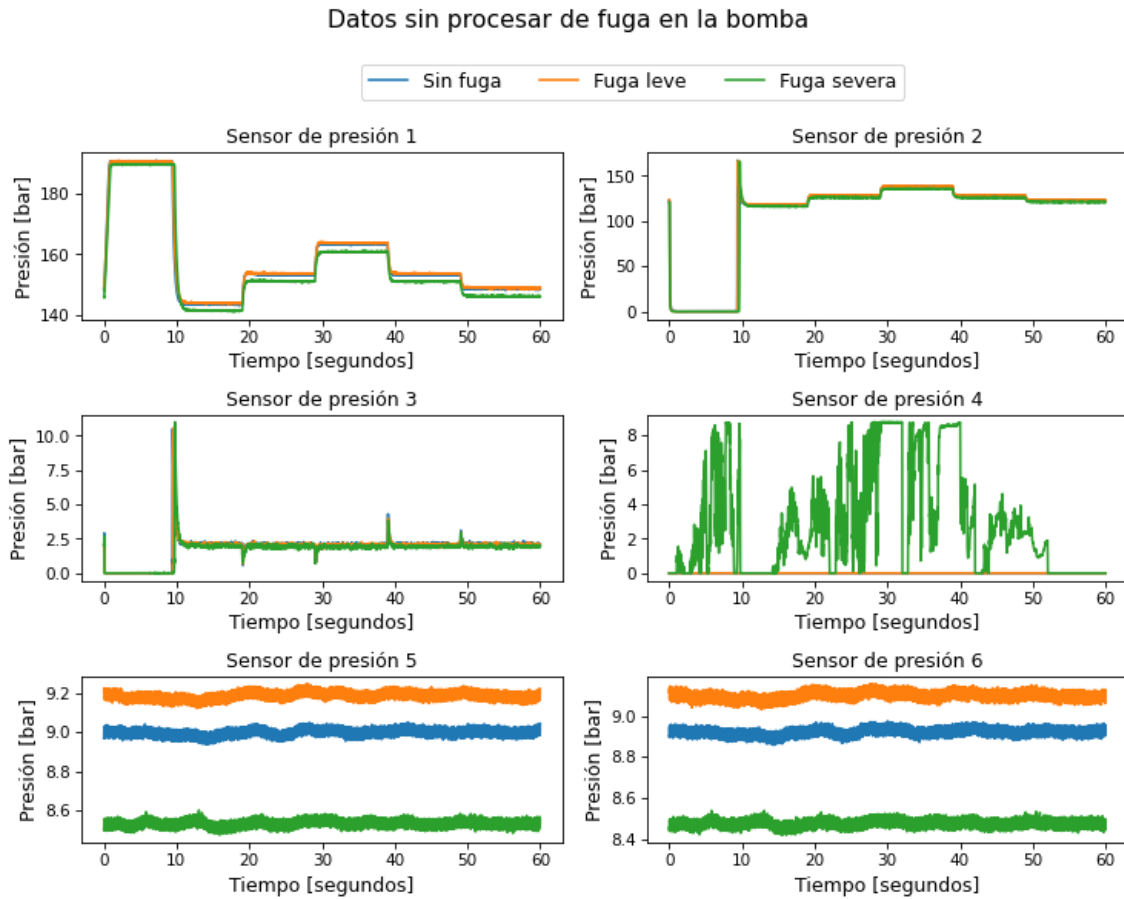 Datos sin procesar de fuga en la bomba
Sin fuga Fuga leve Fuga severa
Sensor de presión 1
Presión [bar]
180
160
140
0 10 20 30 40 50 60
Tiempo [segundos]
Sensor de presión 2
Presión [bar]
150
100
50
0
0 10 20 30 40 50 60
Tiempo [segundos]
Sensor de presión 3
Presión [bar]
10.0
7.5
5.0
2.5
0.0
0 10 20 30 40 50 60
Tiempo [segundos]
Sensor de presión 4
Presión [bar]
8
6
4
2
0
0 10 20 30 40 50 60
Tiempo [segundos]
Sensor de presión 5
Presión [bar]
9.2
9.0
8.8
8.6
0 10 20 30 40 50 60
Tiempo [segundos]
Sensor de presión 6
Presión [bar]
9.0
8.8
8.6
8.4
0 10 20 30 40 50 60
Tiempo [segundos]